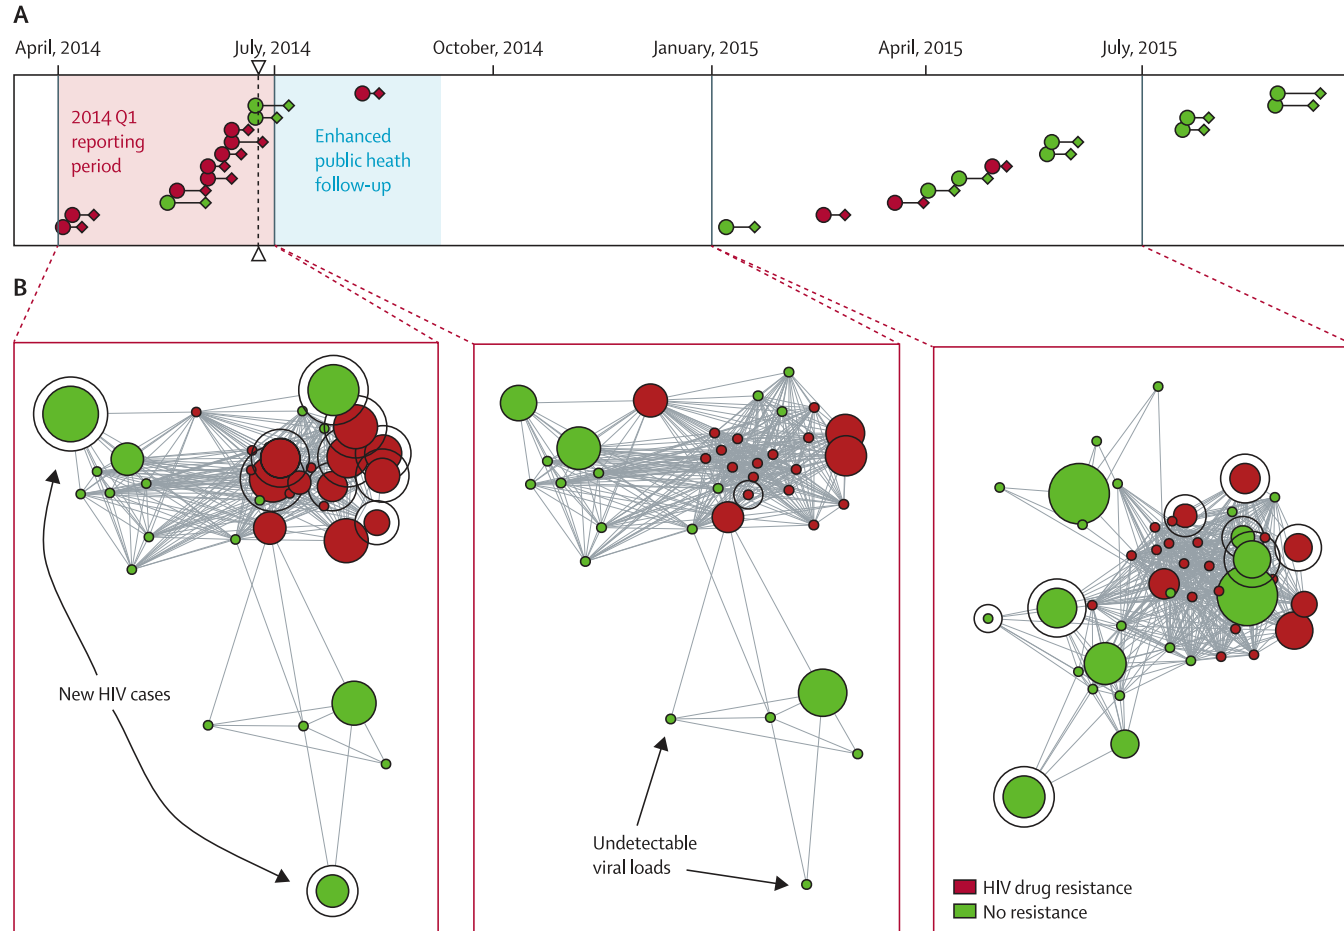 A
April, 2014
July, 2014
October, 2014
January, 2015
April, 2015
July, 2015
2014 Q1
reporting
period
Enhanced
public heath
follow-up
B
New HIV cases
Undetectable
viral loads
HIV drug resistance
No resistance